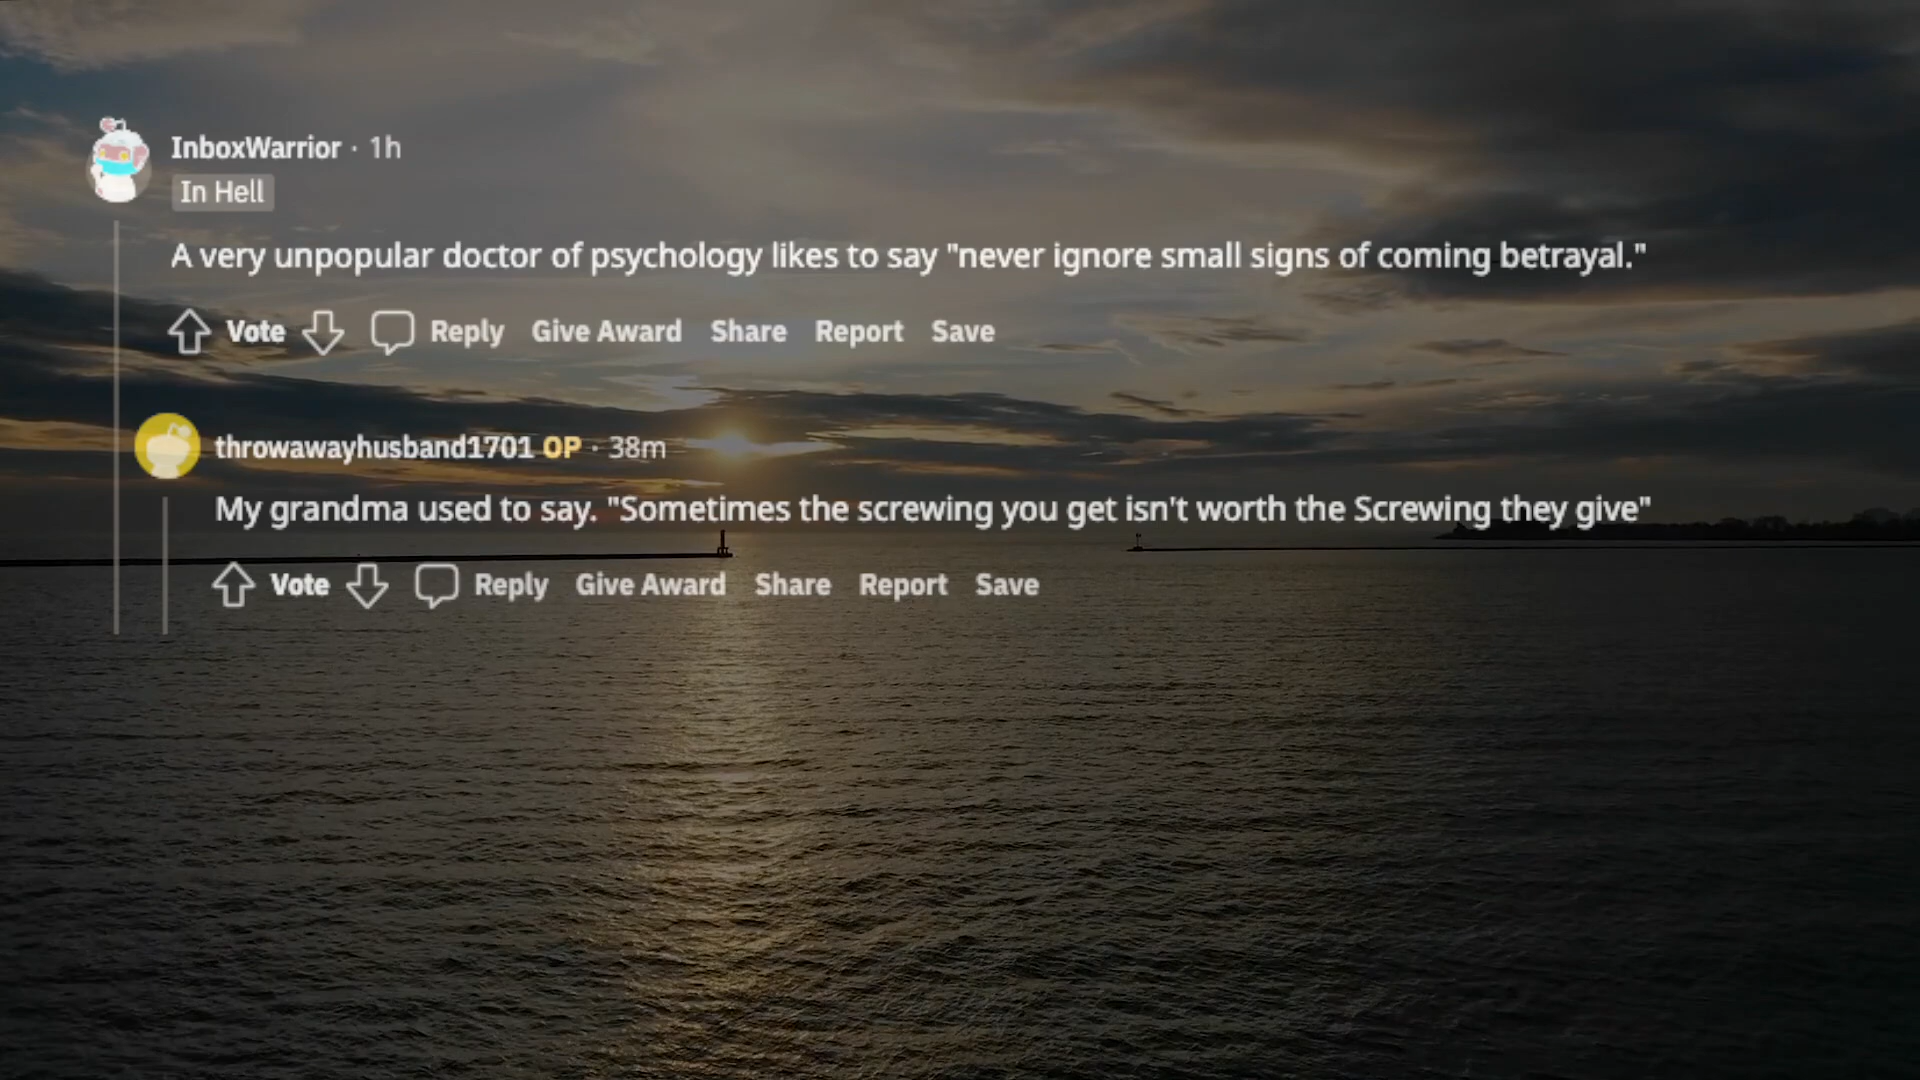 InboxWarrior · 1h
In Hell
A very unpopular doctor of psychology likes to say "never ignore small signs of coming betrayal."
Vote Reply Give Award Share Report Save
throwawayhusband1701 OP · 38m
My grandma used to say. "Sometimes the screwing you get isn't worth the Screwing they give"
Vote Reply Give Award Share Report Save